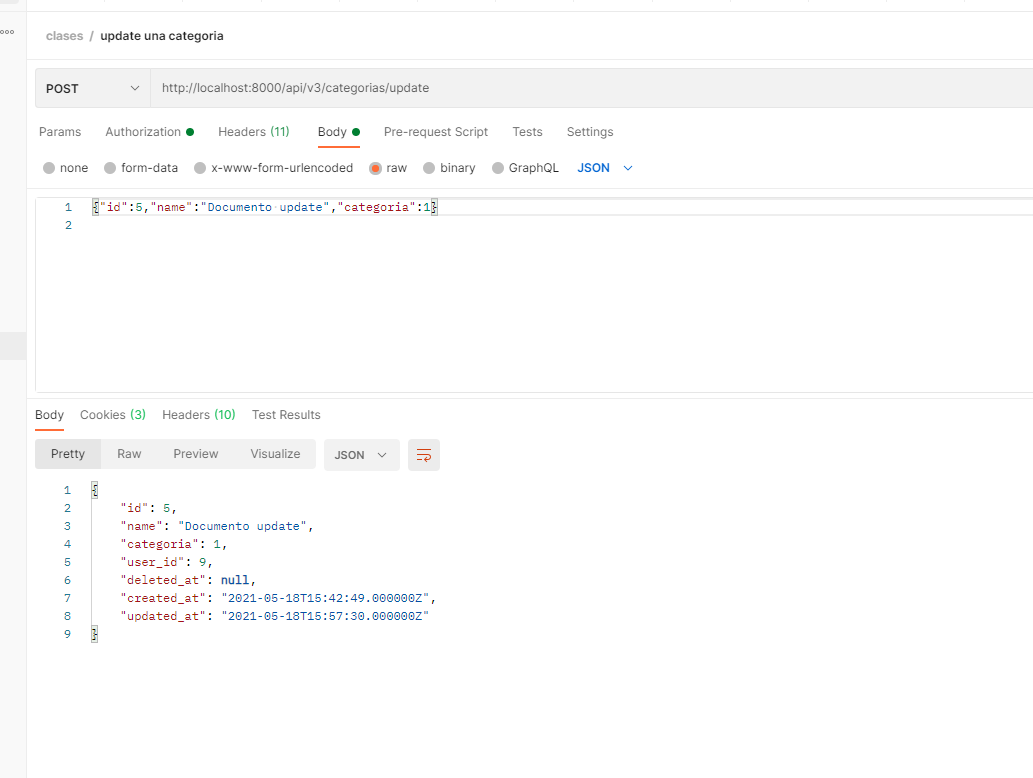 clases / update una categoria
POST http://localhost:8000/api/v3/categorias/update
Params Authorization Headers (11) Body Pre-request Script Tests Settings
none form-data x-www-form-urlencoded raw binary GraphQL JSON
1 {"id":5,"name":"Documento update","categoria":1}
2
Body Cookies (3) Headers (10) Test Results
Pretty Raw Preview Visualize JSON
1 {
2 "id": 5,
3 "name": "Documento update",
4 "categoria": 1,
5 "user_id": 9,
6 "deleted_at": null,
7 "created_at": "2021-05-18T15:42:49.000000Z",
8 "updated_at": "2021-05-18T15:57:30.000000Z"
9 }